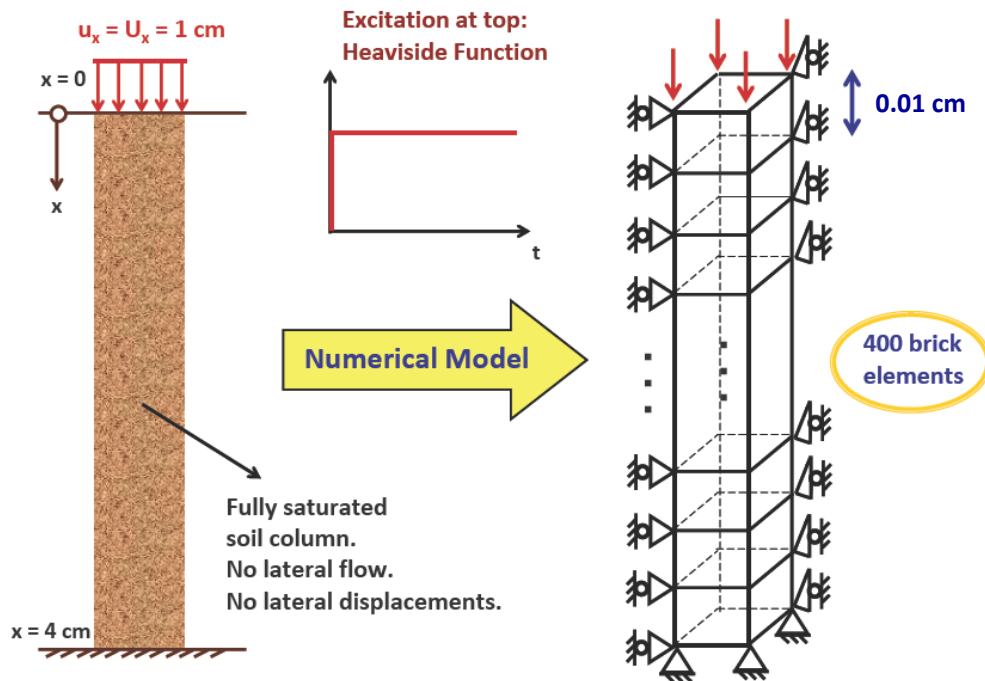 uₓ = Uₓ = 1 cm
x = 0
x
x = 4 cm
Excitation at top:
Heaviside Function
t
Numerical Model
Fully saturated
soil column.
No lateral flow.
No lateral displacements.
0.01 cm
400 brick
elements